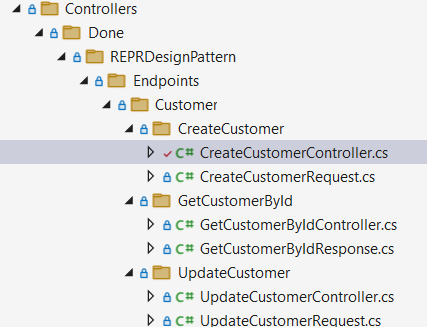 Controllers
Done
REPRDesignPattern
Endpoints
Customer
CreateCustomer
C# CreateCustomerController.cs
C# CreateCustomerRequest.cs
GetCustomerById
C# GetCustomerByIdController.cs
C# GetCustomerByIdResponse.cs
UpdateCustomer
C# UpdateCustomerController.cs
C# UpdateCustomerRequest.cs